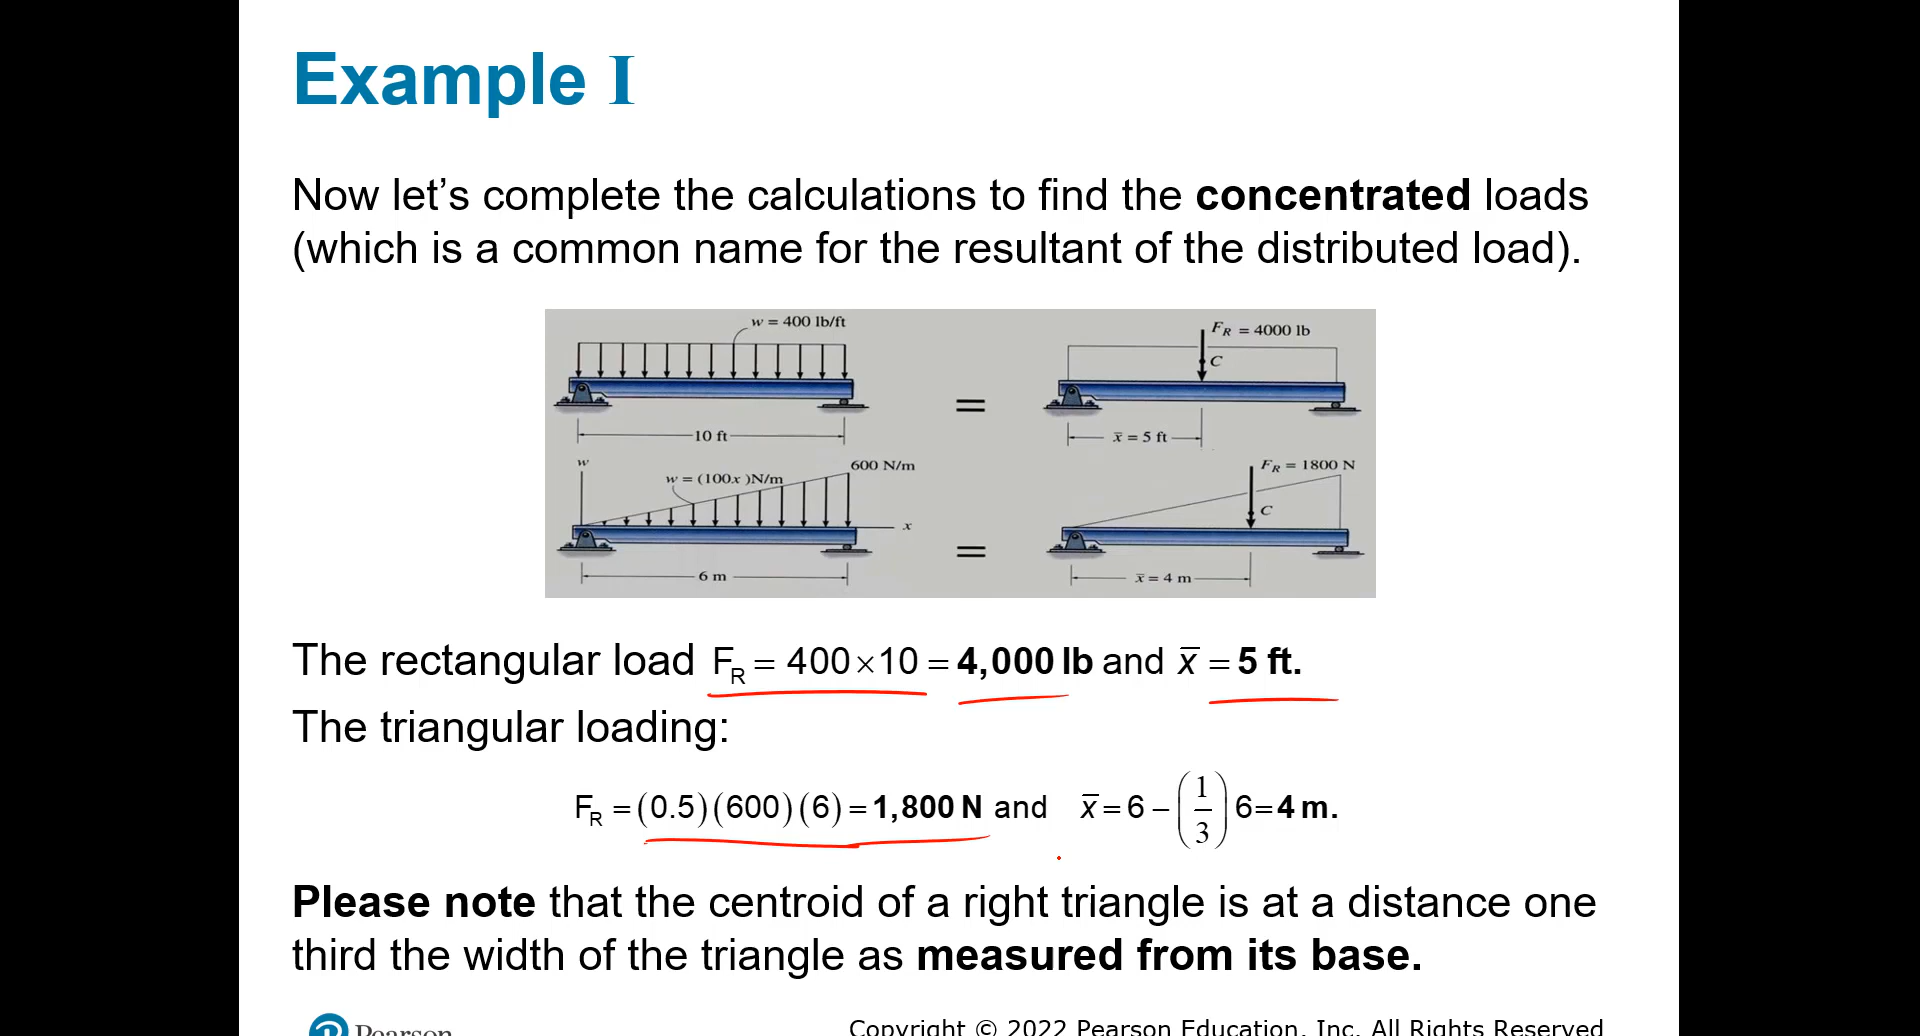 Example I
Now let’s complete the calculations to find the concentrated loads
(which is a common name for the resultant of the distributed load).
w = 400 lb/ft
10 ft
=
F_R = 4000 lb
C
x̄ = 5 ft
w
w = (100x )N/m
600 N/m
x
6 m
=
F_R = 1800 N
C
x̄ = 4 m
The rectangular load F_R = 400×10 = 4,000 lb and x̄ = 5 ft.
The triangular loading:
F_R = (0.5)(600)(6) = 1,800 N and x̄ = 6 – (1/3) 6=4 m.
Please note that the centroid of a right triangle is at a distance one
third the width of the triangle as measured from its base.
Pearson
Copyright © 2022 Pearson Education, Inc. All Rights Reserved